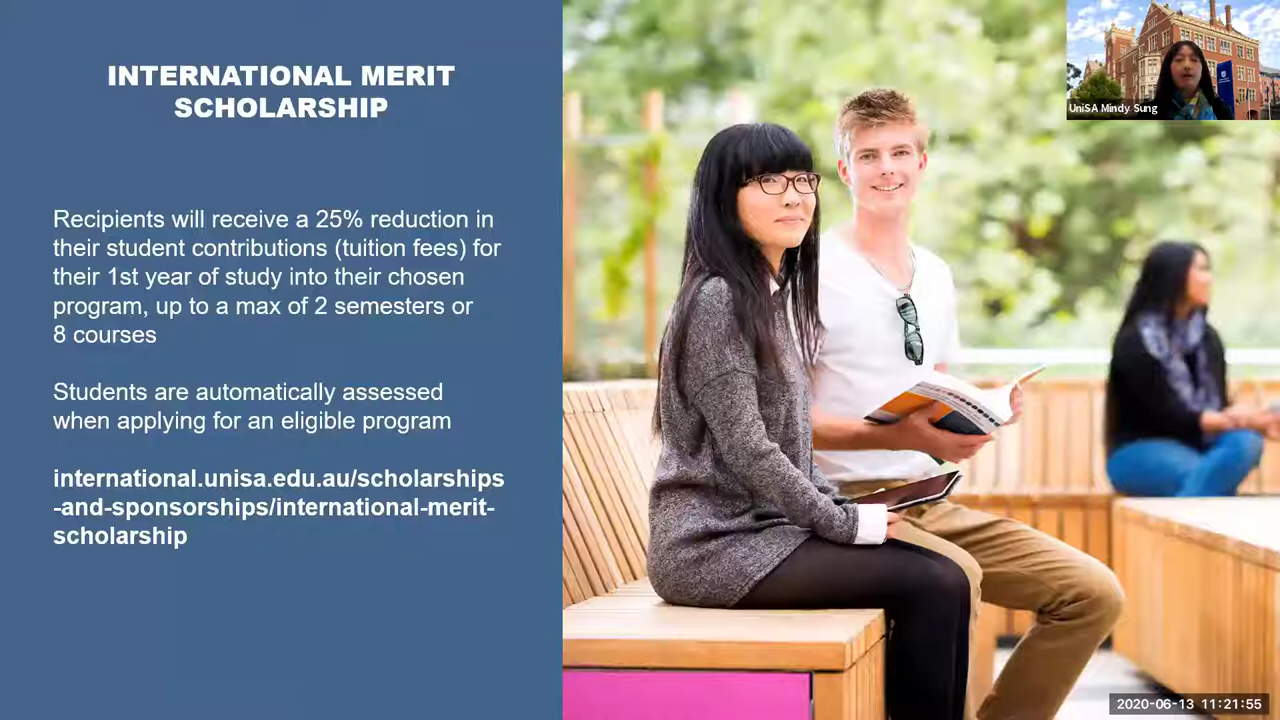 INTERNATIONAL MERIT
SCHOLARSHIP
Recipients will receive a 25% reduction in
their student contributions (tuition fees) for
their 1st year of study into their chosen
program, up to a max of 2 semesters or
8 courses
Students are automatically assessed
when applying for an eligible program
international.unisa.edu.au/scholarships
-and-sponsorships/international-merit-
scholarship
UniSA Mindy Sung
2020-06-13 11:21:55